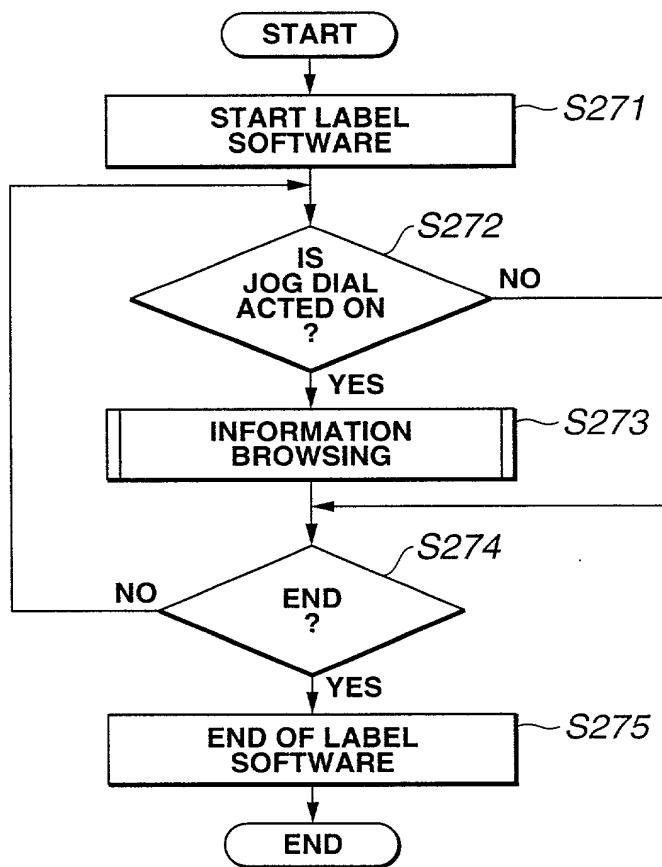 START
START LABEL
SOFTWARE
S271
IS
JOG DIAL
ACTED ON
?
S272
NO
YES
INFORMATION
BROWSING
S273
END
?
S274
NO
YES
END OF LABEL
SOFTWARE
S275
END